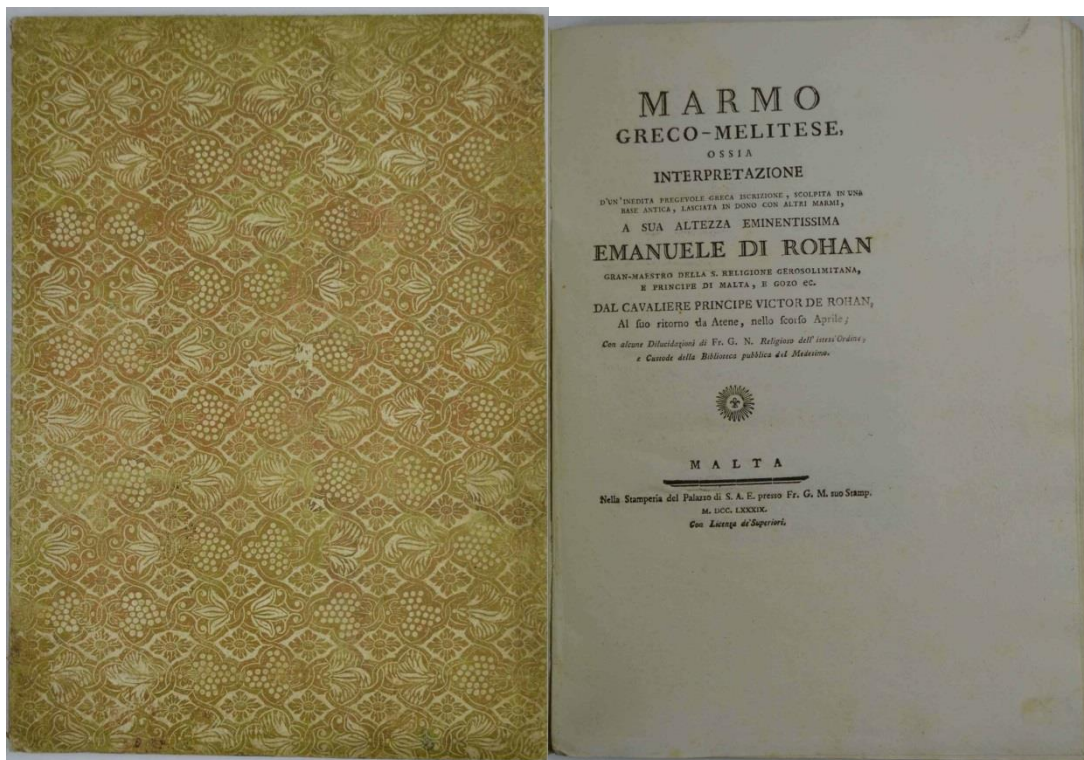 MARMO
GRECO-MELITESE,
OSSIA
INTERPRETAZIONE
D'UN'INEDITA PREGEVOLE GRECA ISCRIZIONE, SCOLPITA IN UNA
BASE ANTICA, LASCIATA IN DONO CON ALTRI MARMI,
A SUA ALTEZZA EMINENTISSIMA
EMANUELE DI ROHAN
GRAN-MAESTRO DELLA S. RELIGIONE GEROSOLIMITANA,
E PRINCIPE DI MALTA, E GOZO ec.
DAL CAVALIERE PRINCIPE VICTOR DE ROHAN,
Al suo ritorno da Atene, nello scorso Aprile;
Con alcune Dilucidazioni di Fr. G. N. Religioso dell'istess'Ordine,
e Custode della Biblioteca pubblica del Medesimo.
MALTA
Nella Stamperia del Palazzo di S. A. E. presso Fr. G. M. suo Stamp.
M. DCC. LXXXIX.
Con Licenza de'Superiori.